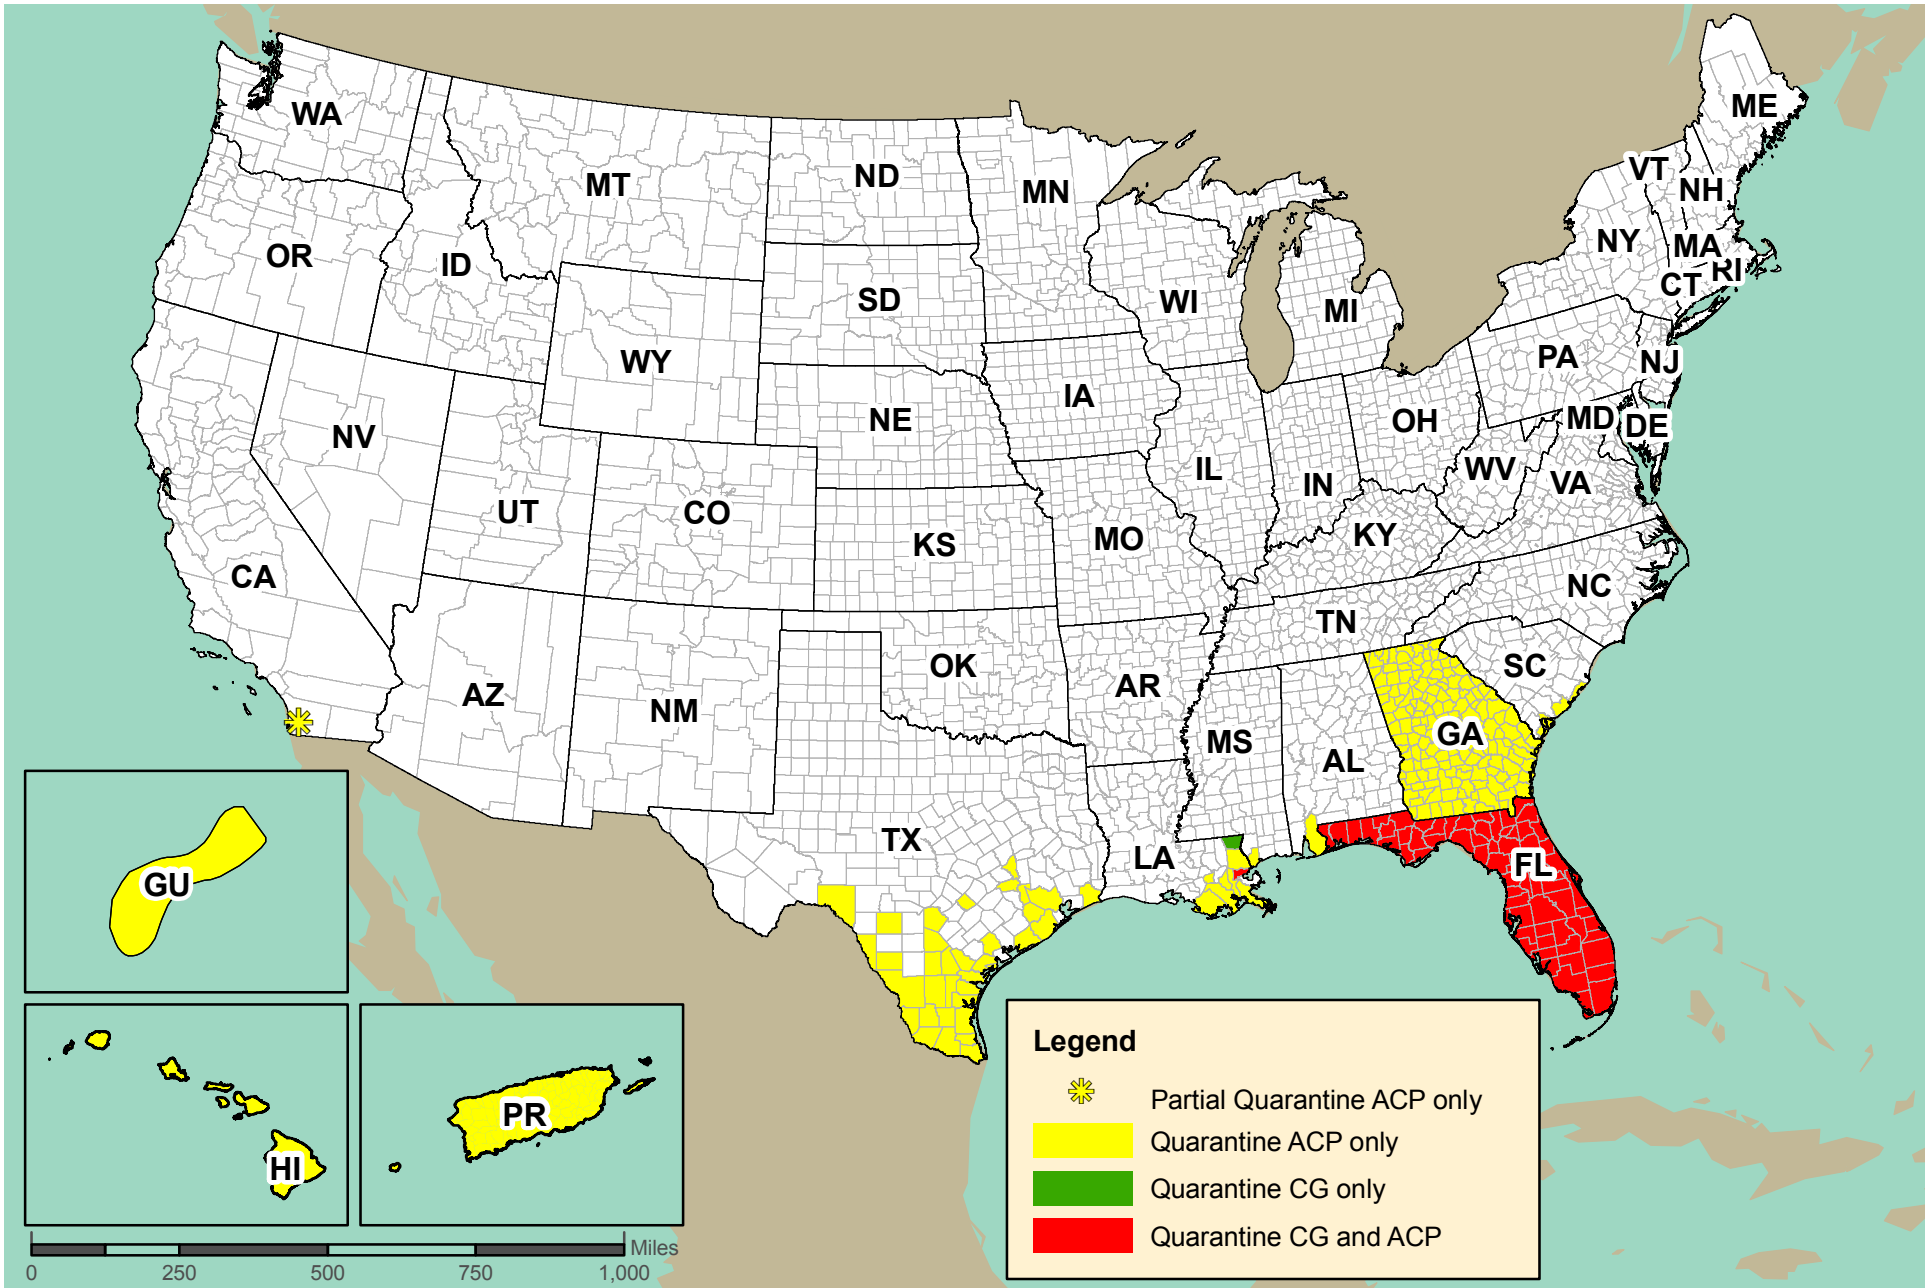 WA
MT
ND
MN
ME
VT
NH
OR
ID
SD
WI
MI
NY
MA
RI
CT
WY
PA
NJ
NV
UT
CO
NE
IA
IL
IN
OH
MD
DE
WV
VA
KS
MO
KY
CA
NC
TN
SC
AZ
NM
OK
AR
MS
AL
GA
TX
LA
FL
GU
HI
PR
Legend
Partial Quarantine ACP only
Quarantine ACP only
Quarantine CG only
Quarantine CG and ACP
Miles
0 250 500 750 1,000